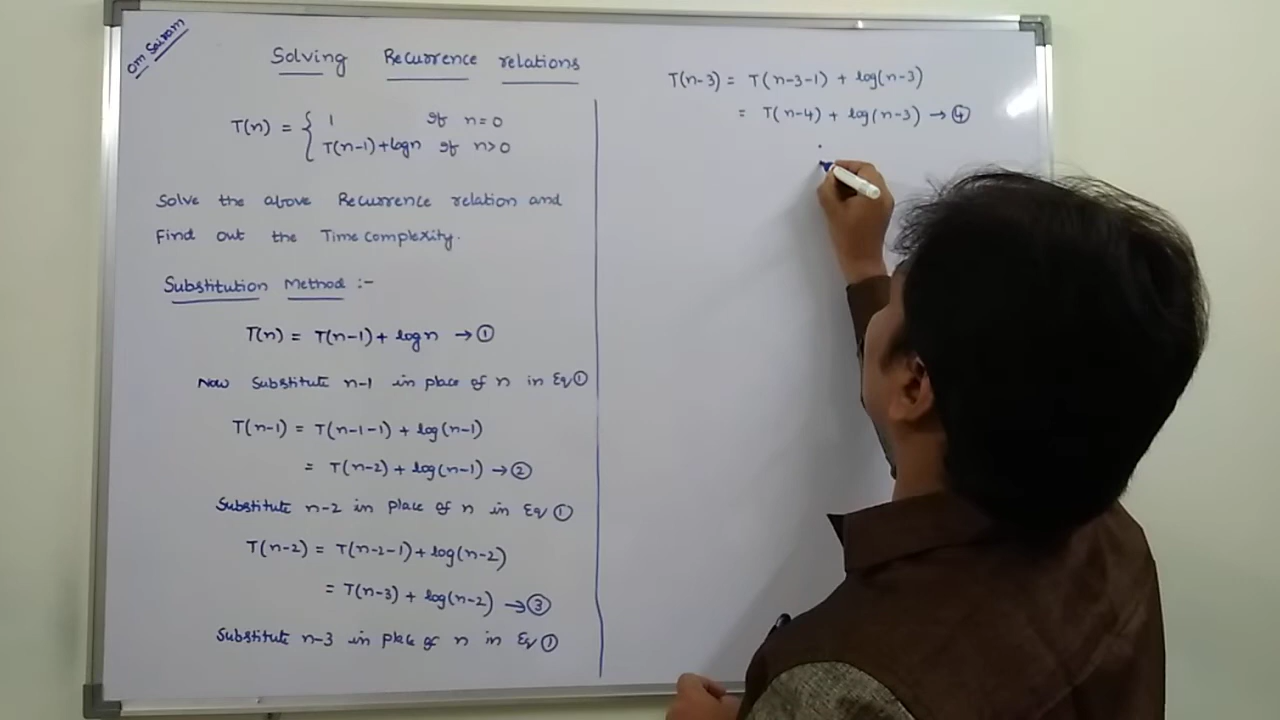 Om Sairam
Solving Recurrence relations
T(n) = { 1 if n=0
T(n-1)+logn if n>0
Solve the above Recurrence relation and
Find out the Time complexity.
Substitution Method :-
T(n) = T(n-1) + logn → ①
Now Substitute n-1 in place of n in Eq ①
T(n-1) = T(n-1-1) + log(n-1)
= T(n-2) + log(n-1) → ②
Substitute n-2 in place of n in Eq ①
T(n-2) = T(n-2-1) + log(n-2)
= T(n-3) + log(n-2) → ③
Substitute n-3 in place of n in Eq ①
T(n-3) = T(n-3-1) + log(n-3)
= T(n-4) + log(n-3) → ④